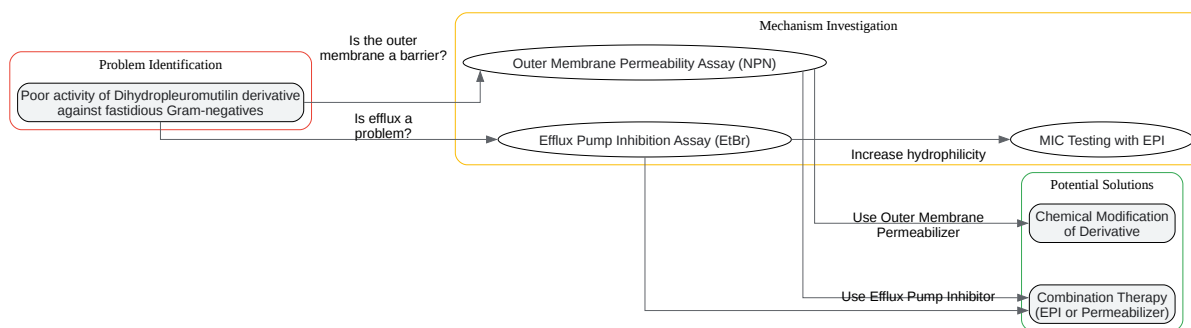 Mechanism Investigation
Is the outer
membrane a barrier?
Problem Identification
Outer Membrane Permeability Assay (NPN)
Poor activity of Dihydropleuromutilin derivative
against fastidious Gram-negatives
Is efflux a
problem?
Efflux Pump Inhibition Assay (EtBr)
Increase hydrophilicity
MIC Testing with EPI
Potential Solutions
Use Outer Membrane
Permeabilizer
Chemical Modification
of Derivative
Use Efflux Pump Inhibitor
Combination Therapy
(EPI or Permeabilizer)